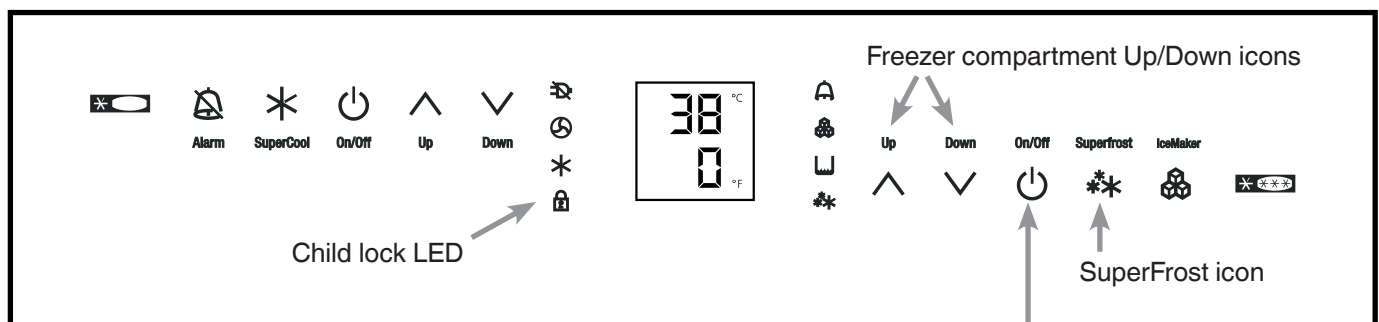 Freezer compartment Up/Down icons
38 °C
Alarm SuperCool On/Off Up Down
Up Down On/Off Superfrost IceMaker
0 °F
Child lock LED
SuperFrost icon